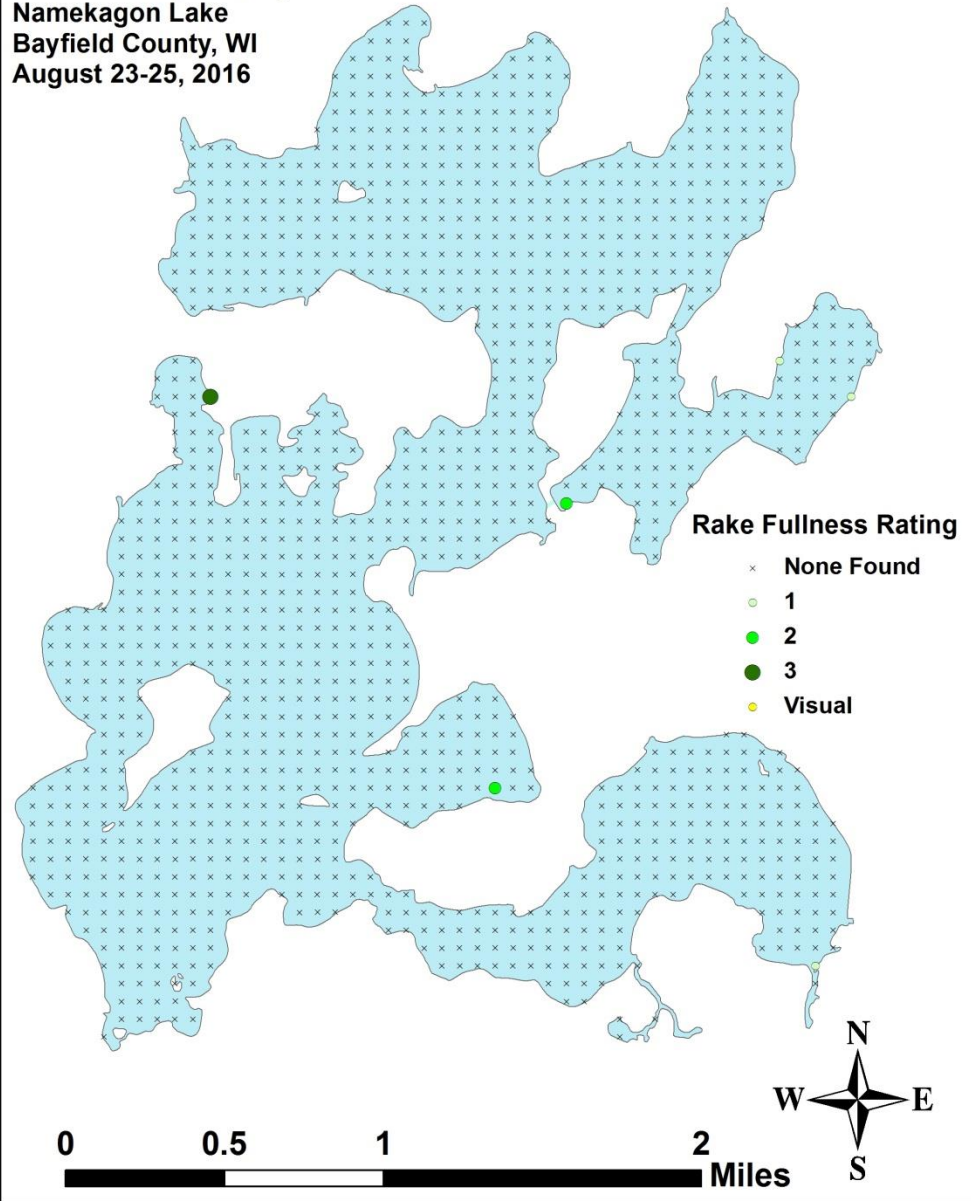 Namekagon Lake
Bayfield County, WI
August 23-25, 2016
Rake Fullness Rating
None Found
1
2
3
Visual
N
W E
S
0 0.5 1 2
Miles